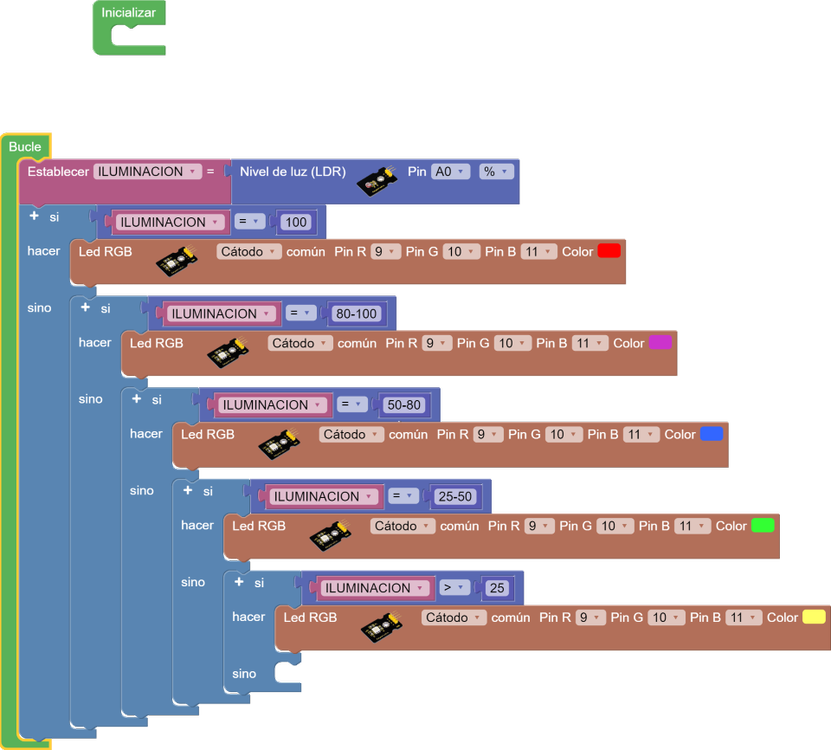 Inicializar
Bucle
Establecer ILUMINACION = Nivel de luz (LDR) Pin A0 %
+ si ILUMINACION = 100
hacer Led RGB Cátodo común Pin R 9 Pin G 10 Pin B 11 Color
sino + si ILUMINACION = 80-100
hacer Led RGB Cátodo común Pin R 9 Pin G 10 Pin B 11 Color
sino + si ILUMINACION = 50-80
hacer Led RGB Cátodo común Pin R 9 Pin G 10 Pin B 11 Color
sino + si ILUMINACION = 25-50
hacer Led RGB Cátodo común Pin R 9 Pin G 10 Pin B 11 Color
sino + si ILUMINACION > 25
hacer Led RGB Cátodo común Pin R 9 Pin G 10 Pin B 11 Color
sino